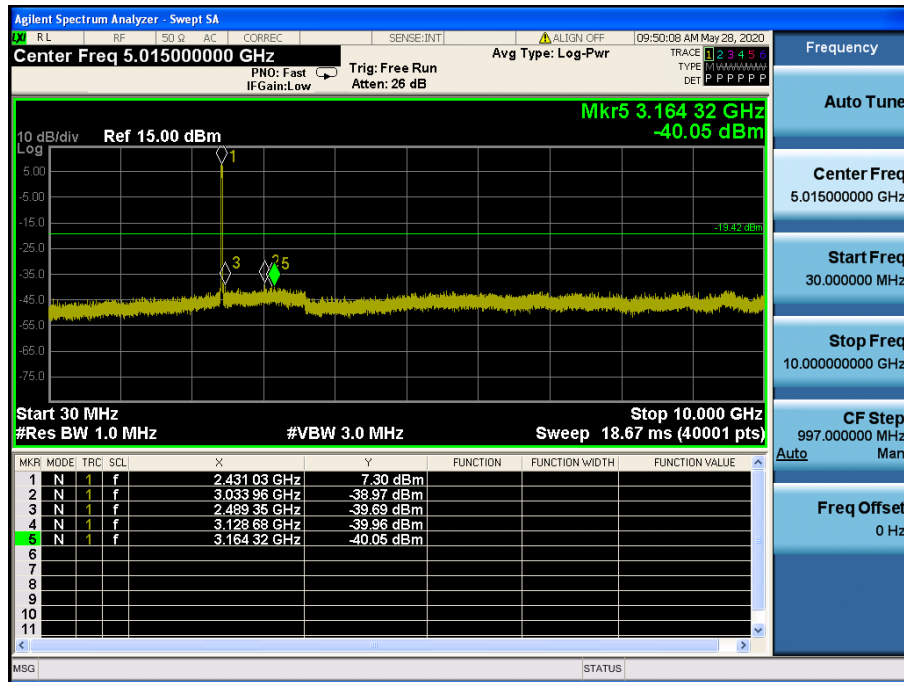 Agilent Spectrum Analyzer - Swept SA
LXI RL RF 50 Ω AC CORREC SENSE:INT ALIGN OFF 09:50:08 AM May 28, 2020
Center Freq 5.015000000 GHz
PNO: Fast
IFGain:Low
Trig: Free Run
Atten: 26 dB
Avg Type: Log-Pwr
TRACE 1 2 3 4 5 6
TYPE M W W W W W
DET P P P P P P
Mkr5 3.164 32 GHz
-40.05 dBm
10 dB/div Ref 15.00 dBm
Log
1
5.00
-5.00
-15.0
-19.42 dBm
-25.0
3 5
-35.0
-45.0
-55.0
-65.0
-75.0
Start 30 MHz Stop 10.000 GHz
#Res BW 1.0 MHz #VBW 3.0 MHz Sweep 18.67 ms (40001 pts)
MKR MODE TRC SCL X Y FUNCTION FUNCTION WIDTH FUNCTION VALUE
1 N 1 f 2.431 03 GHz 7.30 dBm
2 N 1 f 3.033 96 GHz -38.97 dBm
3 N 1 f 2.489 35 GHz -39.69 dBm
4 N 1 f 3.128 68 GHz -39.96 dBm
5 N 1 f 3.164 32 GHz -40.05 dBm
6
7
8
9
10
11
MSG STATUS
Frequency
Auto Tune
Center Freq
5.015000000 GHz
Start Freq
30.000000 MHz
Stop Freq
10.000000000 GHz
CF Step
997.000000 MHz
Auto Man
Freq Offset
0 Hz